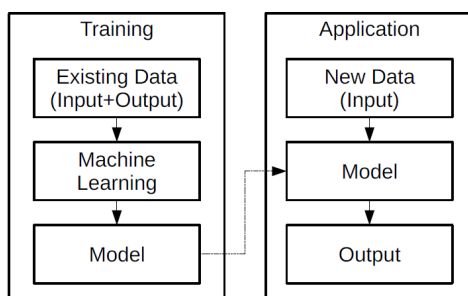 Training
Existing Data
(Input+Output)
Machine
Learning
Model
Application
New Data
(Input)
Model
Output